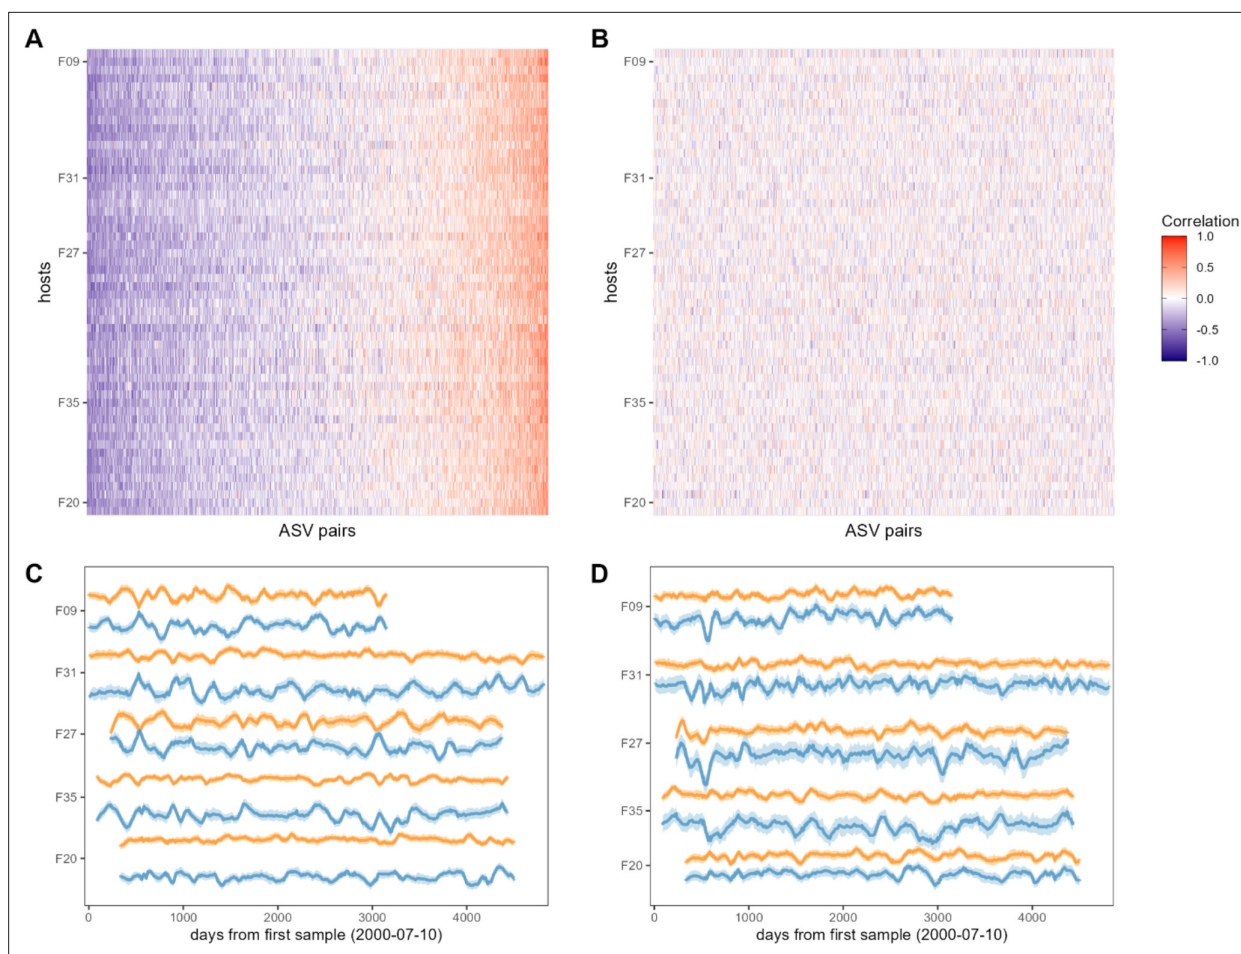 A
B
F09
F31
F27
F35
F20
hosts
ASV pairs
F09
F31
F27
F35
F20
hosts
ASV pairs
Correlation
1.0
0.5
0.0
-0.5
-1.0
C
F09
F31
F27
F35
F20
0 1000 2000 3000 4000
days from first sample (2000-07-10)
D
F09
F31
F27
F35
F20
0 1000 2000 3000 4000
days from first sample (2000-07-10)